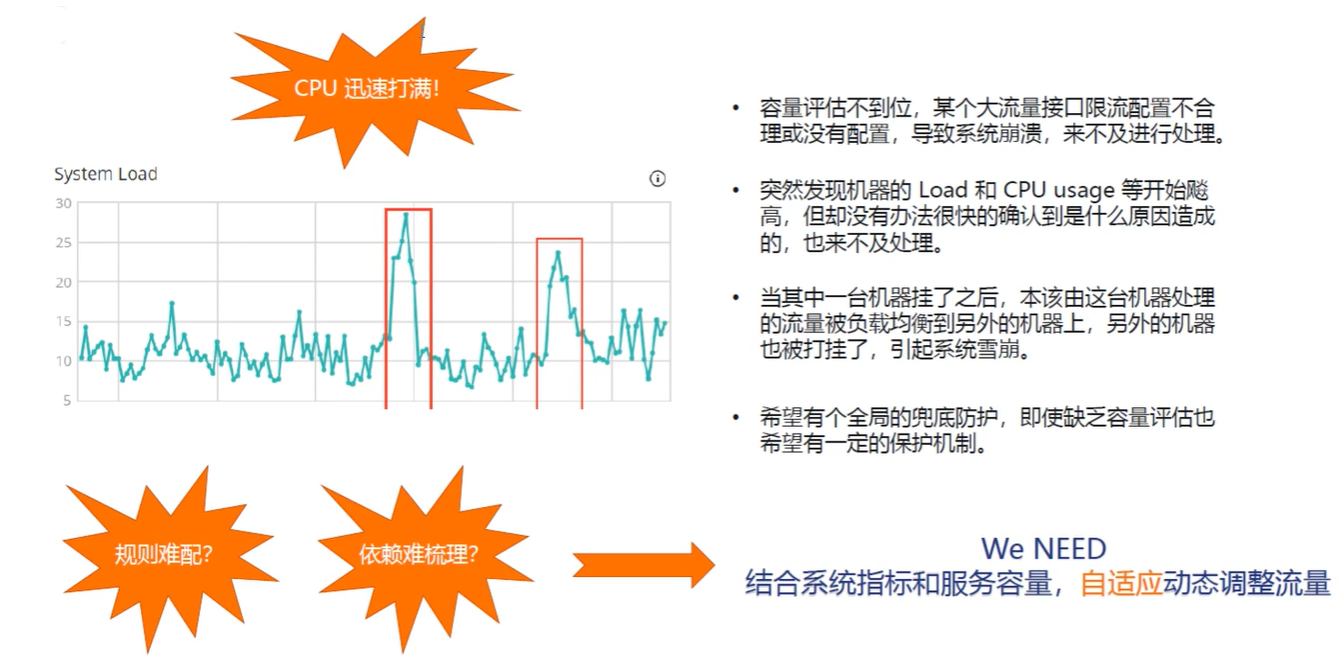 CPU 迅速打满!
System Load
30
25
20
15
10
5
规则难配?
依赖难梳理?
• 容量评估不到位，某个大流量接口限流配置不合
理或没有配置，导致系统崩溃，来不及进行处理。
• 突然发现机器的 Load 和 CPU usage 等开始飚
高，但却没有办法很快的确认到是什么原因造成
的，也来不及处理。
• 当其中一台机器挂了之后，本该由这台机器处理
的流量被负载均衡到另外的机器上，另外的机器
也被打挂了，引起系统雪崩。
• 希望有个全局的兜底防护，即使缺乏容量评估也
希望有一定的保护机制。
We NEED
结合系统指标和服务容量，自适应动态调整流量